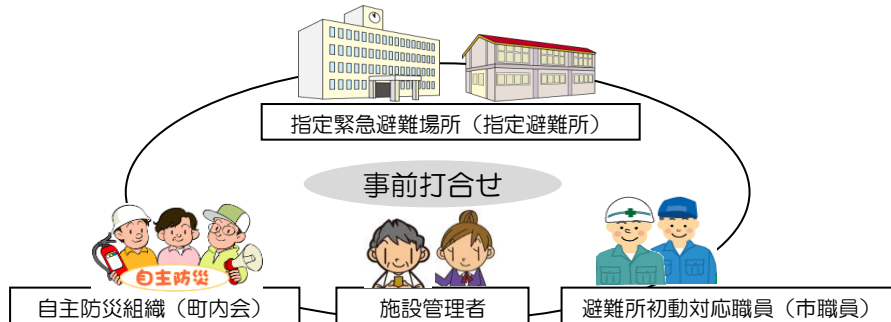 指定緊急避難場所（指定避難所）
事前打合せ
自主防災
自主防災組織（町内会）
施設管理者
避難所初動対応職員（市職員）